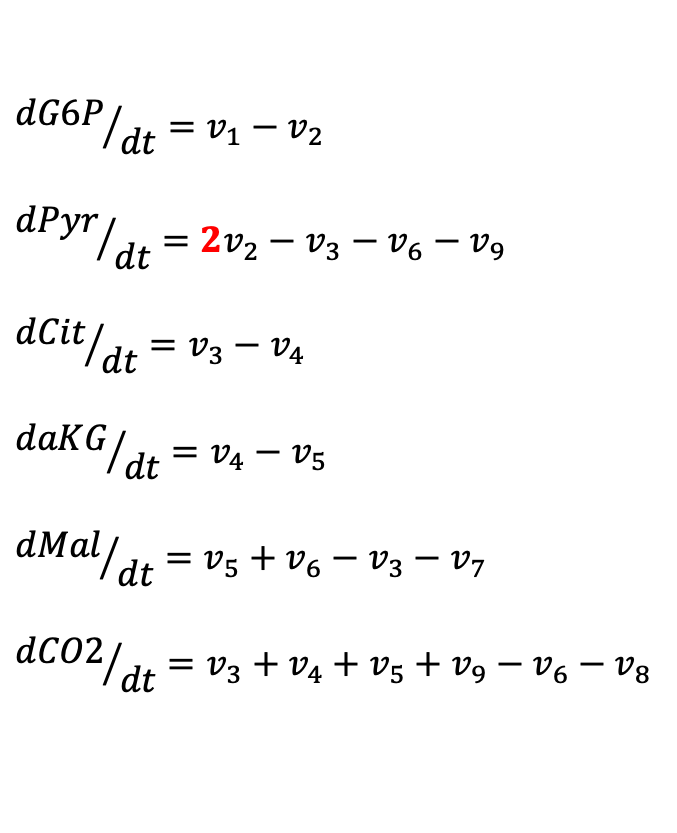 dG6P/dt = v₁ − v₂
dPyr/dt = 2v₂ − v₃ − v₆ − v₉
dCit/dt = v₃ − v₄
daKG/dt = v₄ − v₅
dMal/dt = v₅ + v₆ − v₃ − v₇
dCO2/dt = v₃ + v₄ + v₅ + v₉ − v₆ − v₈